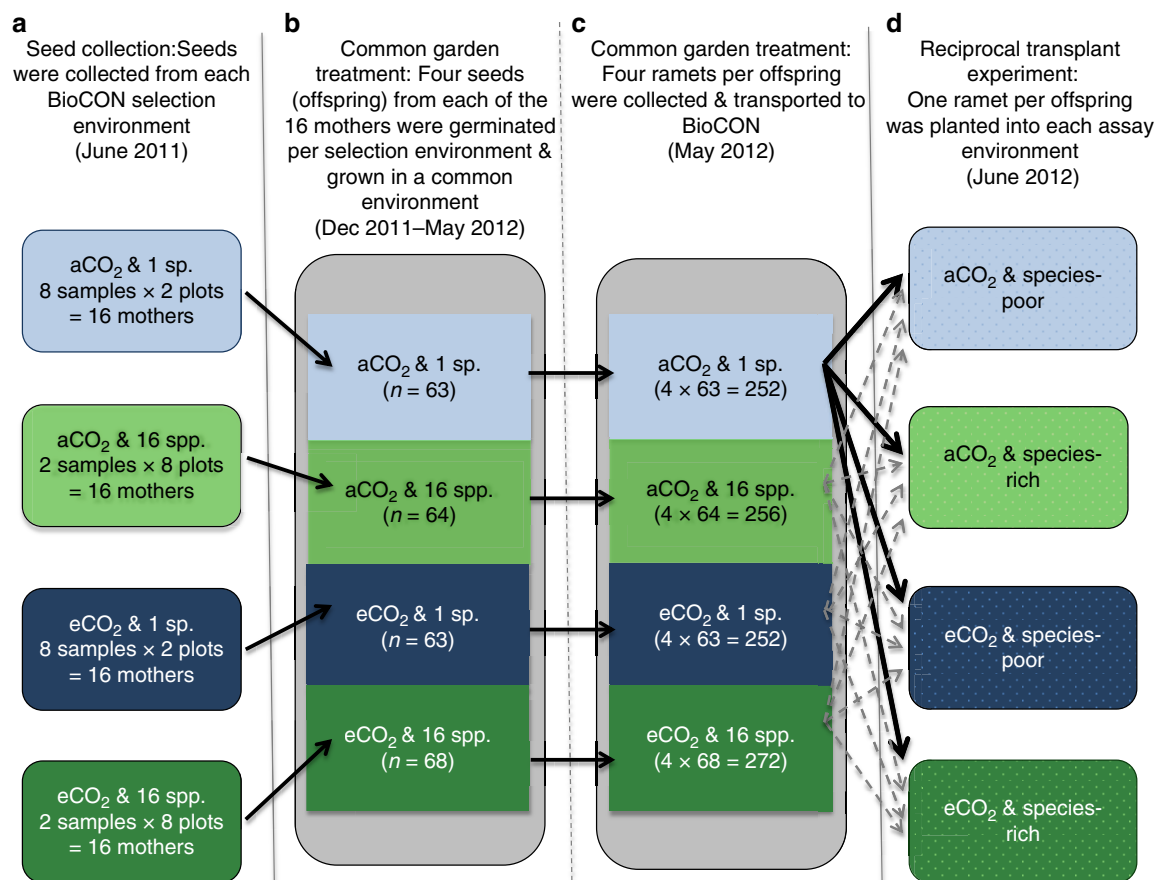 a
Seed collection:Seeds
were collected from each
BioCON selection
environment
(June 2011)
aCO₂ & 1 sp.
8 samples × 2 plots
= 16 mothers
aCO₂ & 16 spp.
2 samples × 8 plots
= 16 mothers
eCO₂ & 1 sp.
8 samples × 2 plots
= 16 mothers
eCO₂ & 16 spp.
2 samples × 8 plots
= 16 mothers
b
Common garden
treatment: Four seeds
(offspring) from each of the
16 mothers were germinated
per selection environment &
grown in a common
environment
(Dec 2011–May 2012)
aCO₂ & 1 sp.
(n = 63)
aCO₂ & 16 spp.
(n = 64)
eCO₂ & 1 sp.
(n = 63)
eCO₂ & 16 spp.
(n = 68)
c
Common garden treatment:
Four ramets per offspring
were collected & transported to
BioCON
(May 2012)
aCO₂ & 1 sp.
(4 × 63 = 252)
aCO₂ & 16 spp.
(4 × 64 = 256)
eCO₂ & 1 sp.
(4 × 63 = 252)
eCO₂ & 16 spp.
(4 × 68 = 272)
d
Reciprocal transplant
experiment:
One ramet per offspring
was planted into each assay
environment
(June 2012)
aCO₂ & species-
poor
aCO₂ & species-
rich
eCO₂ & species-
poor
eCO₂ & species-
rich